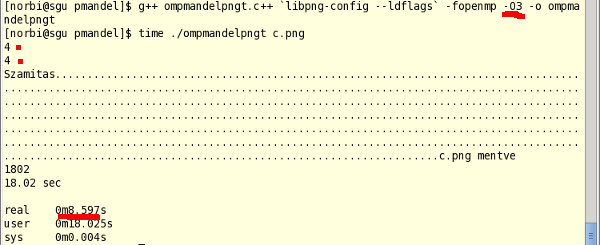 [norbi@sgu pmandel]$ g++ ompmandelpngt.c++ `libpng-config --ldflags` -fopenmp -O3 -o ompma
ndelpngt
[norbi@sgu pmandel]$ time ./ompmandelpngt c.png
4
4
Szamitas...................................................................................
...........................................................................................
...........................................................................................
...........................................................................................
...........................................................................................
...........................................................................................
....................................................................c.png mentve
1802
18.02 sec
real 0m8.597s
user 0m18.025s
sys 0m0.004s